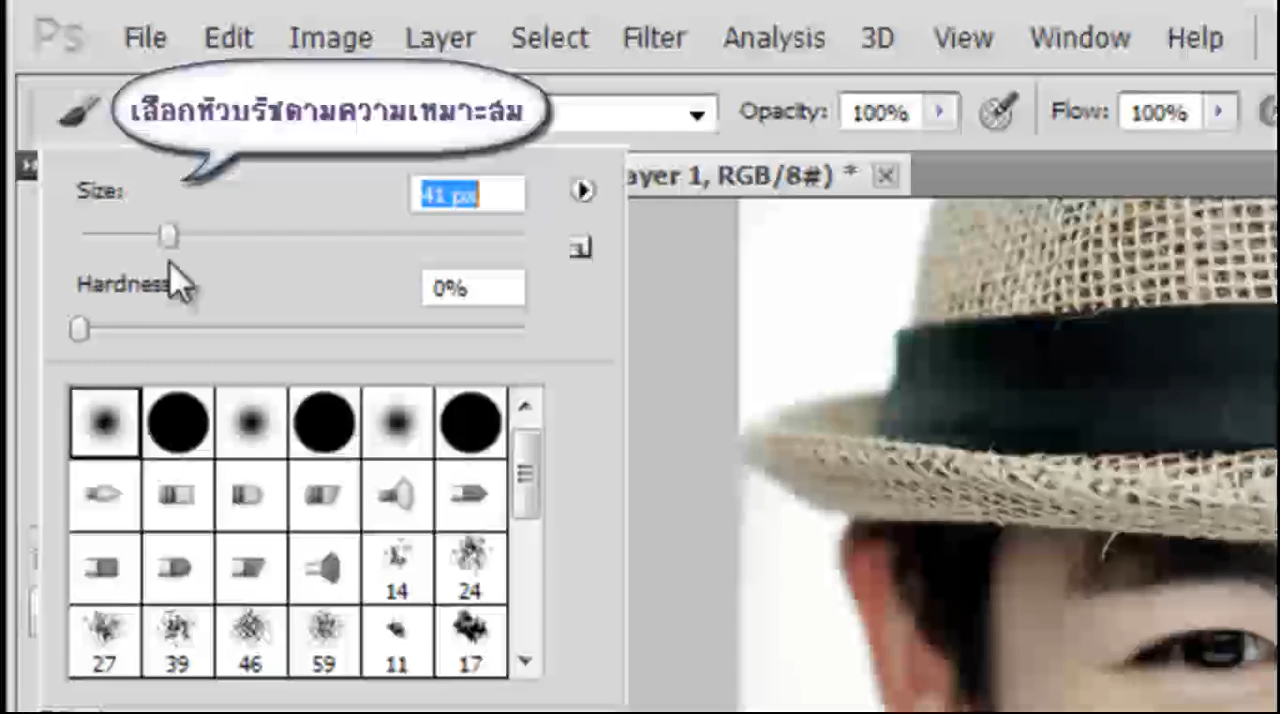 Ps File Edit Image Layer Select Filter Analysis 3D View Window Help
เลือกหัวบรัชตามความเหมาะสม
Opacity: 100% Flow: 100%
Size: 41 px
ayer 1, RGB/8#) *
Hardness 0%
14 24
27 39 46 59 11 17